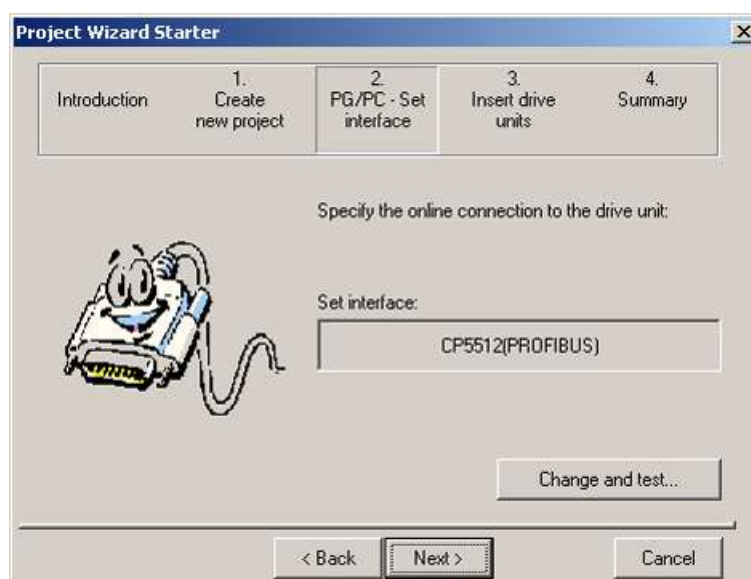 Project Wizard Starter
Introduction
1.
Create
new project
2.
PG/PC - Set
interface
3.
Insert drive
units
4.
Summary
Specify the online connection to the drive unit:
Set interface:
CP5512(PROFIBUS)
Change and test...
< Back
Next >
Cancel